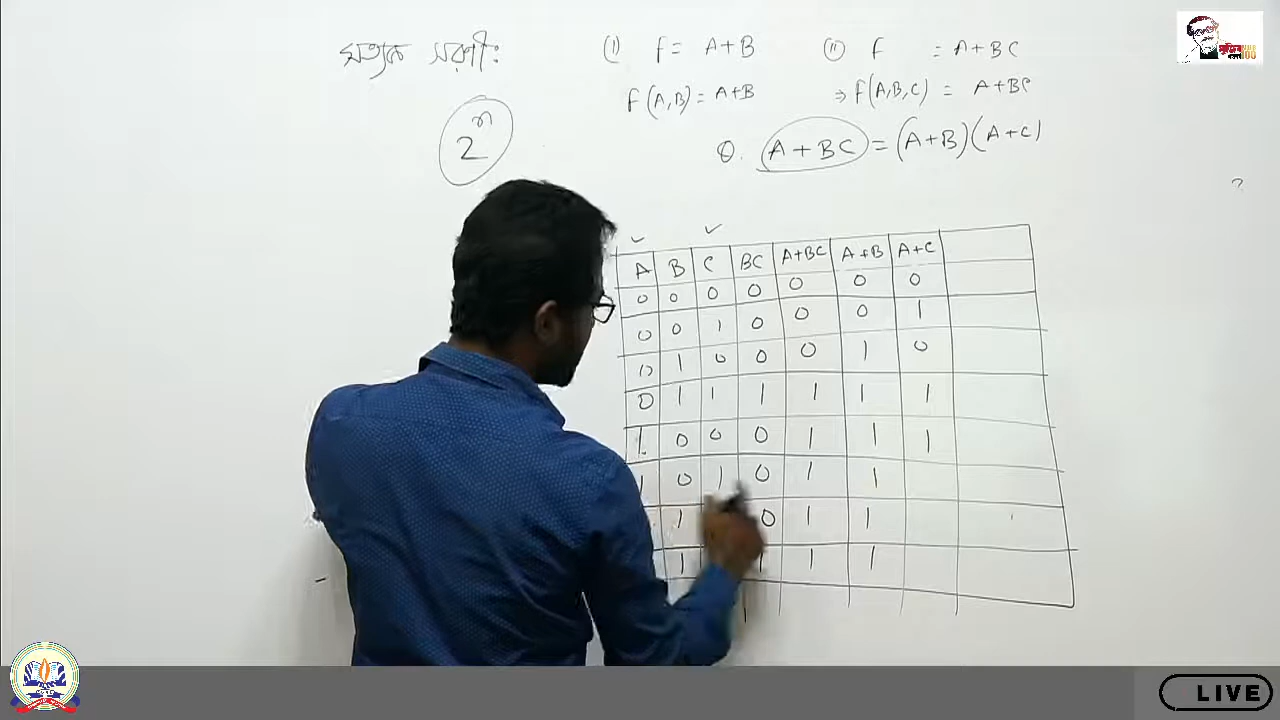 সত্যক সারণী:
(i) F = A+B
(ii) F = A+BC
F(A,B) = A+B
⇒ F(A,B,C) = A+BC
2^n
Q. A+BC = (A+B)(A+C)
?
A B C BC A+BC A+B A+C
0 0 0 0 0 0 0
0 0 1 0 0 0 1
0 1 0 0 0 1 0
0 1 1 1 1 1 1
1 0 0 0 1 1 1
1 0 1 0 1 1
1 0 1 1
1 1 1 1
LIVE